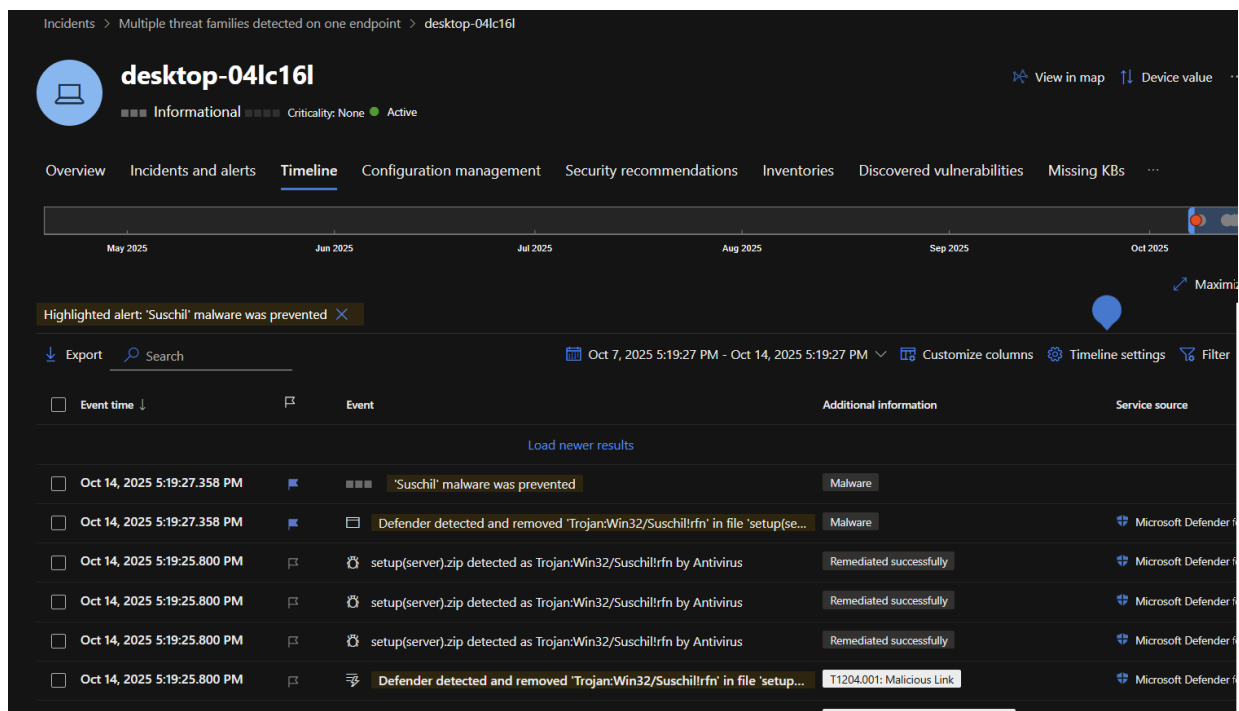 Incidents > Multiple threat families detected on one endpoint > desktop-04lc16l
desktop-04lc16l
View in map Device value ...
Informational Criticality: None Active
Overview Incidents and alerts Timeline Configuration management Security recommendations Inventories Discovered vulnerabilities Missing KBs ...
May 2025 Jun 2025 Jul 2025 Aug 2025 Sep 2025 Oct 2025
Maximiz
Highlighted alert: 'Suschil' malware was prevented
Export Search Oct 7, 2025 5:19:27 PM - Oct 14, 2025 5:19:27 PM Customize columns Timeline settings Filter
Event time ↓ Event Additional information Service source
Load newer results
Oct 14, 2025 5:19:27.358 PM 'Suschil' malware was prevented Malware
Oct 14, 2025 5:19:27.358 PM Defender detected and removed 'Trojan:Win32/Suschil!rfn' in file 'setup(se... Malware Microsoft Defender f
Oct 14, 2025 5:19:25.800 PM setup(server).zip detected as Trojan:Win32/Suschil!rfn by Antivirus Remediated successfully Microsoft Defender f
Oct 14, 2025 5:19:25.800 PM setup(server).zip detected as Trojan:Win32/Suschil!rfn by Antivirus Remediated successfully Microsoft Defender f
Oct 14, 2025 5:19:25.800 PM setup(server).zip detected as Trojan:Win32/Suschil!rfn by Antivirus Remediated successfully Microsoft Defender f
Oct 14, 2025 5:19:25.800 PM Defender detected and removed 'Trojan:Win32/Suschil!rfn' in file 'setup... T1204.001: Malicious Link Microsoft Defender f